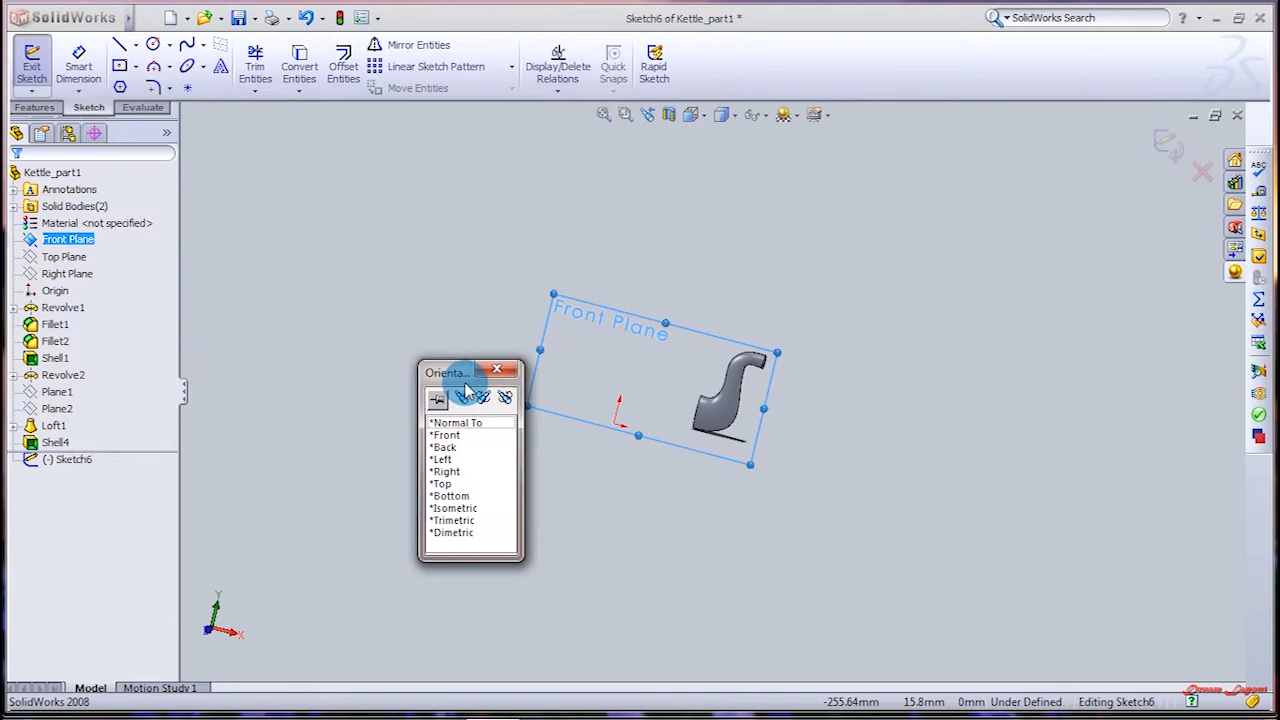 SolidWorks
Sketch6 of Kettle_part1 *
SolidWorks Search
Exit Sketch
Smart Dimension
Trim Entities
Convert Entities
Offset Entities
Mirror Entities
Linear Sketch Pattern
Move Entities
Display/Delete Relations
Quick Snaps
Rapid Sketch
Features
Sketch
Evaluate
Kettle_part1
Annotations
Solid Bodies(2)
Material <not specified>
Front Plane
Top Plane
Right Plane
Origin
Revolve1
Fillet1
Fillet2
Shell1
Revolve2
Plane1
Plane2
Loft1
Shell4
(-) Sketch6
Front Plane
Orienta...
*Normal To
*Front
*Back
*Left
*Right
*Top
*Bottom
*Isometric
*Trimetric
*Dimetric
Y
X
ABC
Model
Motion Study 1
SolidWorks 2008
-255.64mm
15.8mm
0mm
Under Defined
Editing Sketch6